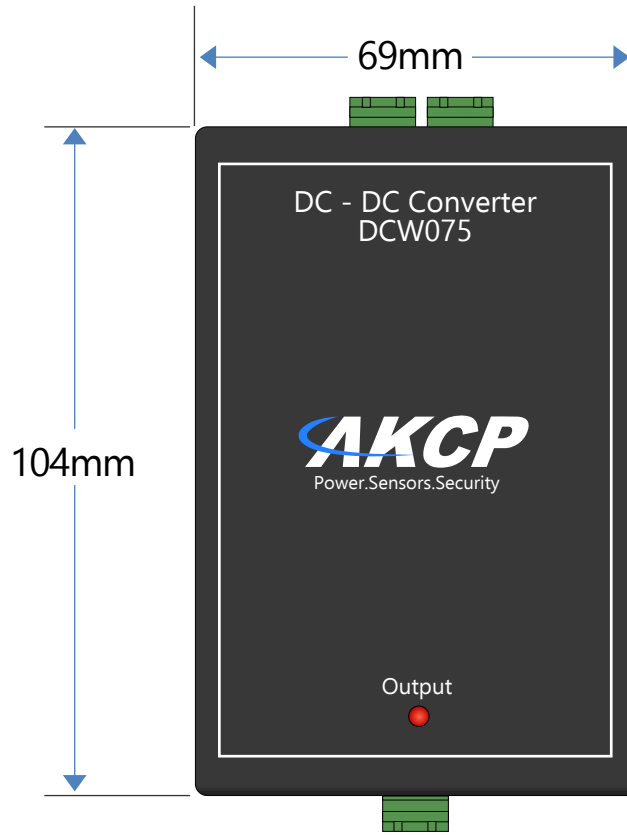 69mm
DC - DC Converter
DCW075
104mm
AKCP
Power.Sensors.Security
Output